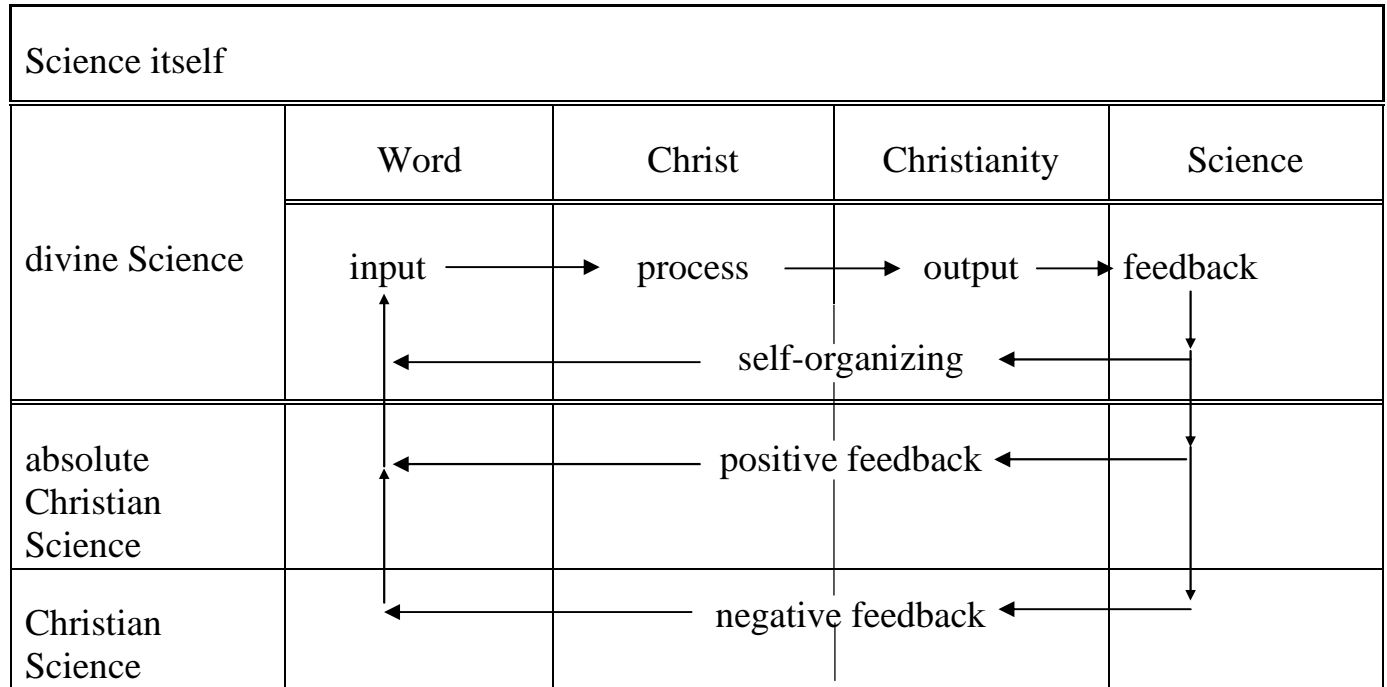 Science itself
Word Christ Christianity Science
divine Science input process output feedback
self-organizing
absolute
Christian
Science
positive feedback
Christian
Science
negative feedback